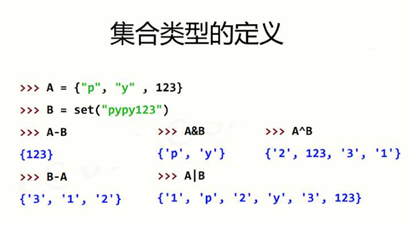 集合类型的定义
>>> A = {"p", "y" , 123}
>>> B = set("pypy123")
>>> A-B >>> A&B >>> A^B
{123} {'p', 'y'} {'2', 123, '3', '1'}
>>> B-A >>> A|B
{'3', '1', '2'} {'1', 'p', '2', 'y', '3', 123}